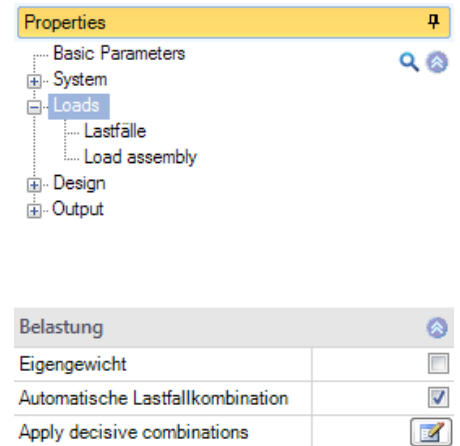 Properties
Basic Parameters
System
Loads
Lastfälle
Load assembly
Design
Output
Belastung
Eigengewicht
Automatische Lastfallkombination
Apply decisive combinations